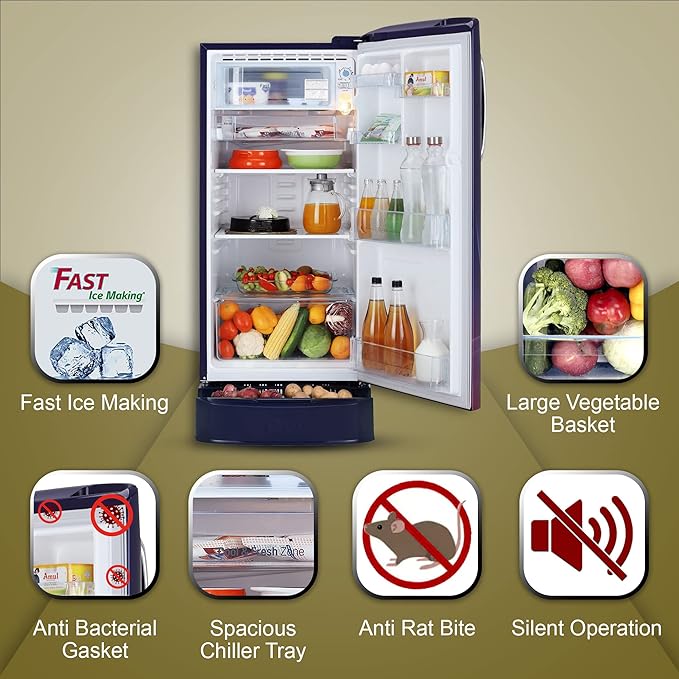 Amul
FAST
Ice Making
Fast Ice Making
Large Vegetable
Basket
Amul
Fresh Zone
Anti Bacterial
Gasket
Spacious
Chiller Tray
Anti Rat Bite
Silent Operation